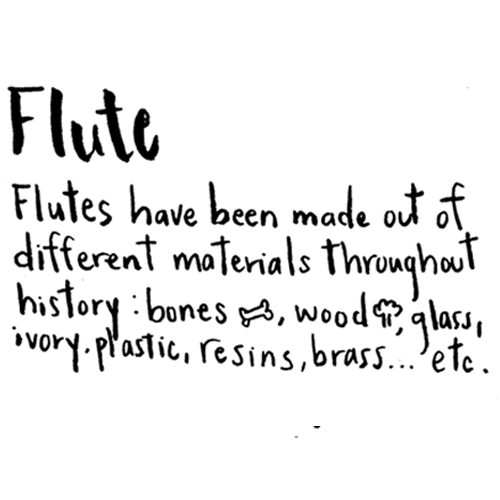 Flute
Flutes have been made out of
different materials throughout
history : bones, wood, glass,
ivory. plastic, resins, brass... etc.